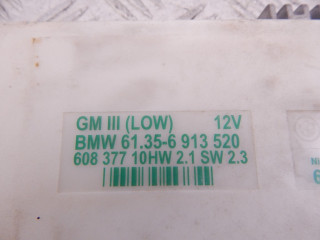 GM III (LOW) 12V
BMW 61.35-6 913 520
608 377 10HW 2.1 SW 2.3